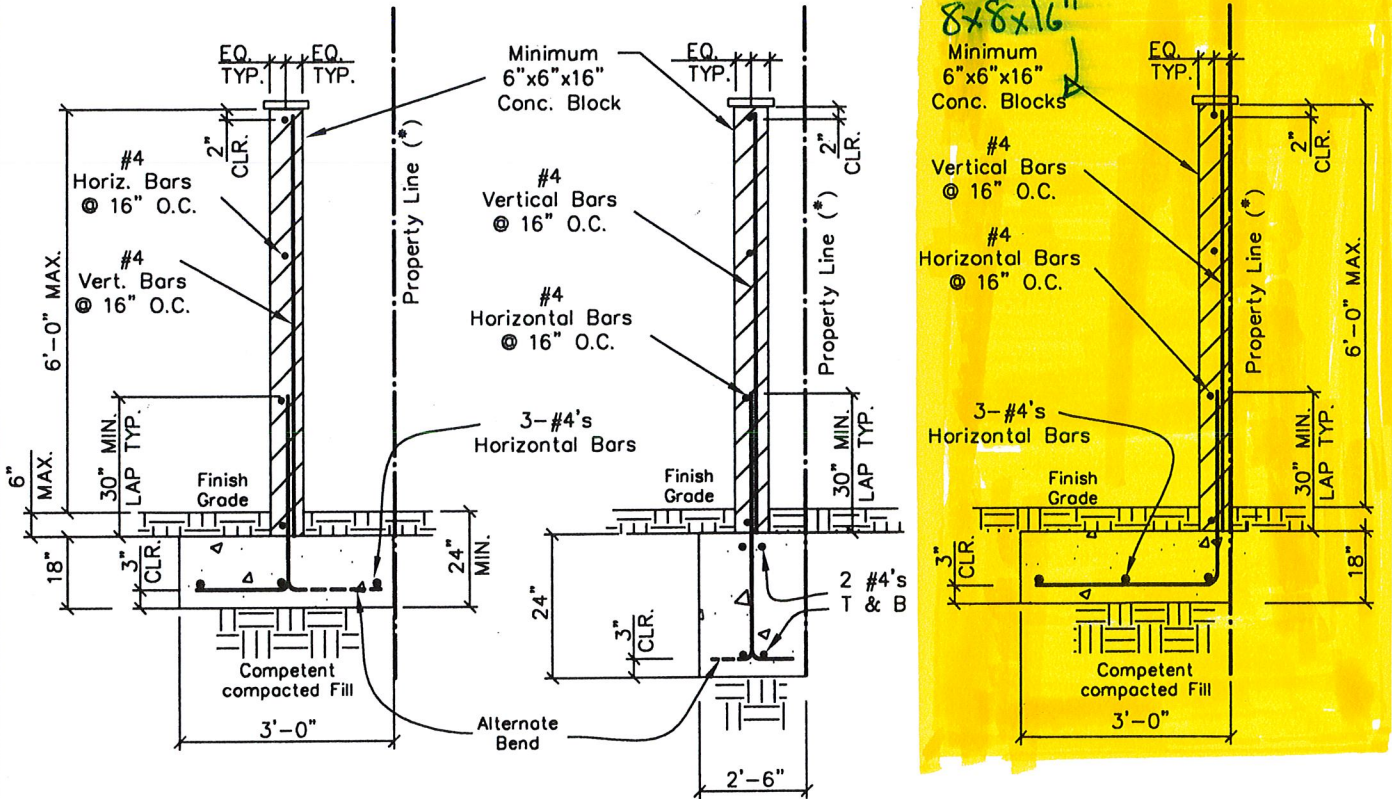 EQ. EQ.
TYP. TYP.
2"
CLR.
#4
Horiz. Bars
@ 16" O.C.
#4
Vert. Bars
@ 16" O.C.
6'-0" MAX.
Property Line (*)
30" MIN.
LAP TYP.
6"
MAX.
Finish
Grade
18"
3"
CLR.
24"
MIN.
Competent
compacted Fill
3'-0"
Minimum
6"x6"x16"
Conc. Block
2"
CLR.
#4
Vertical Bars
@ 16" O.C.
#4
Horizontal Bars
@ 16" O.C.
Property Line (*)
3-#4's
Horizontal Bars
30" MIN.
LAP TYP.
Finish
Grade
24"
3"
CLR.
2 #4's
T & B
Alternate
Bend
2'-6"
8x8x16"
Minimum
6"x6"x16"
Conc. Blocks
EQ.
TYP.
2"
CLR.
#4
Vertical Bars
@ 16" O.C.
#4
Horizontal Bars
@ 16" O.C.
Property Line (*)
6'-0" MAX.
3-#4's
Horizontal Bars
30" MIN.
LAP TYP.
Finish
Grade
3"
CLR.
18"
Competent
compacted Fill
3'-0"